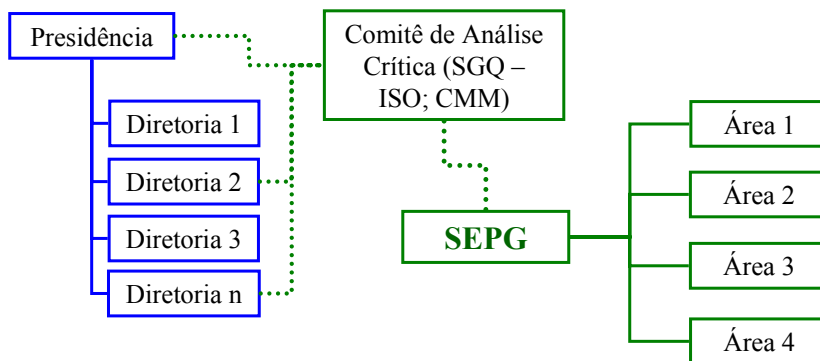 Presidência
Diretoria 1
Diretoria 2
Diretoria 3
Diretoria n
Comitê de Análise
Crítica (SGQ –
ISO; CMM)
SEPG
Área 1
Área 2
Área 3
Área 4